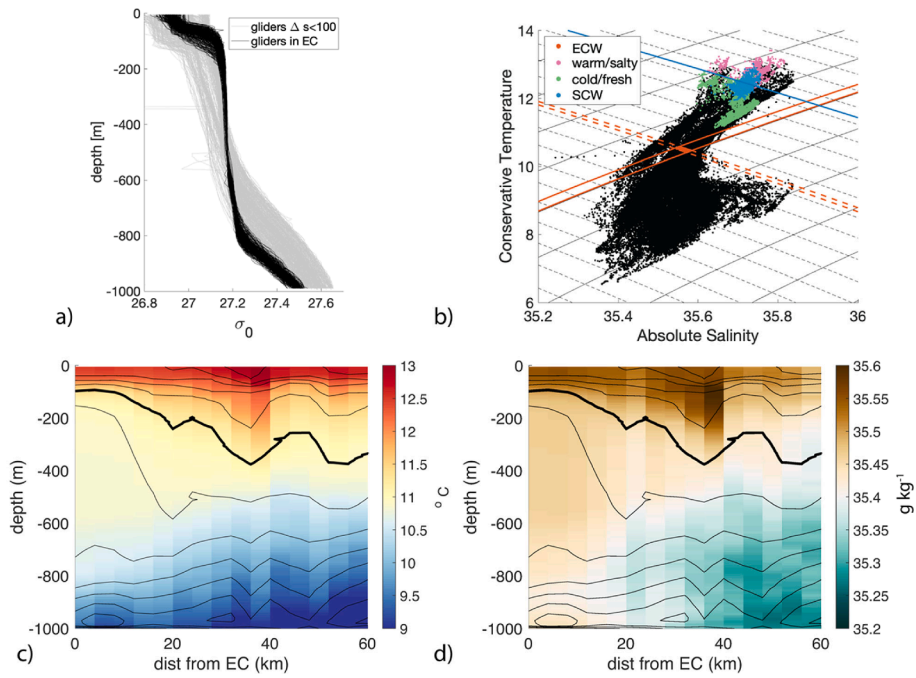 0
-200
-400
-600
-800
-1000
depth [m]
26.8 27 27.2 27.4 27.6
σ0
gliders Δ s<100
gliders in EC
a)
14
13
12
11
10
9
8
7
6
Conservative Temperature
35.2 35.4 35.6 35.8 36
Absolute Salinity
ECW
warm/salty
cold/fresh
SCW
b)
0
-200
-400
-600
-800
-1000
depth (m)
0 20 40 60
dist from EC (km)
13
12.5
12
11.5
11
10.5
10
9.5
9
o C
c)
0
-200
-400
-600
-800
-1000
depth (m)
0 20 40 60
dist from EC (km)
35.6
35.55
35.5
35.45
35.4
35.35
35.3
35.25
35.2
g kg-1
d)